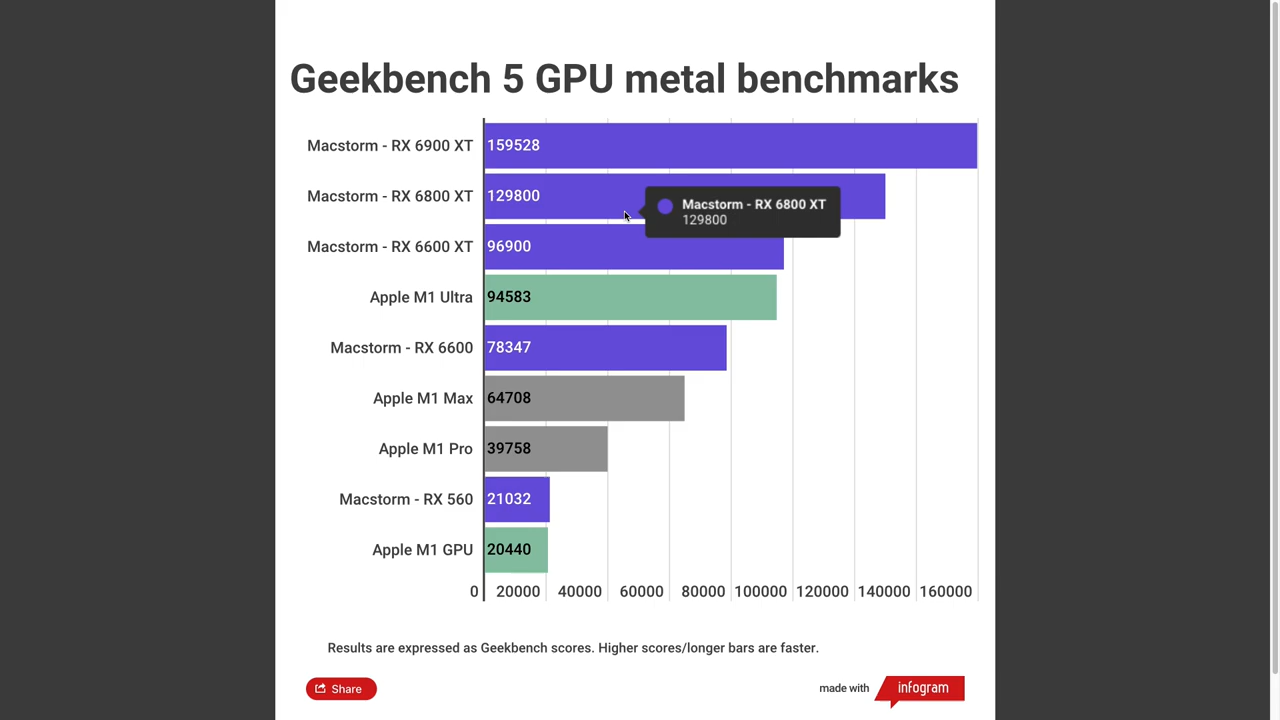 Geekbench 5 GPU metal benchmarks
Macstorm - RX 6900 XT 159528
Macstorm - RX 6800 XT 129800
Macstorm - RX 6800 XT
129800
Macstorm - RX 6600 XT 96900
Apple M1 Ultra 94583
Macstorm - RX 6600 78347
Apple M1 Max 64708
Apple M1 Pro 39758
Macstorm - RX 560 21032
Apple M1 GPU 20440
0 20000 40000 60000 80000 100000 120000 140000 160000
Results are expressed as Geekbench scores. Higher scores/longer bars are faster.
Share
made with infogram